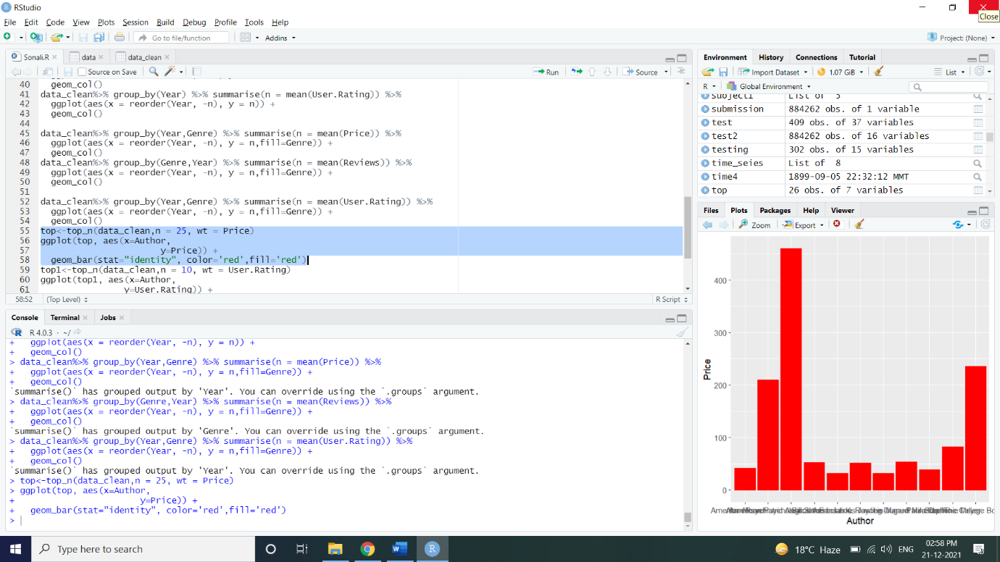 RStudio
Close
File Edit Code View Plots Session Build Debug Profile Tools Help
Go to file/function
Addins
Project: (None)
Sonali.R
data
data_clean
Source on Save
Run
Source
40 geom_col()
41 data_clean%>% group_by(Year) %>% summarise(n = mean(User.Rating)) %>%
42 ggplot(aes(x = reorder(Year, -n), y = n)) +
43 geom_col()
44
45 data_clean%>% group_by(Year,Genre) %>% summarise(n = mean(Price)) %>%
46 ggplot(aes(x = reorder(Year, -n), y = n,fill=Genre)) +
47 geom_col()
48 data_clean%>% group_by(Genre,Year) %>% summarise(n = mean(Reviews)) %>%
49 ggplot(aes(x = reorder(Year, -n), y = n,fill=Genre)) +
50 geom_col()
51
52 data_clean%>% group_by(Year,Genre) %>% summarise(n = mean(User.Rating)) %>%
53 ggplot(aes(x = reorder(Year, -n), y = n,fill=Genre)) +
54 geom_col()
55 top<-top_n(data_clean,n = 25, wt = Price)
56 ggplot(top, aes(x=Author,
57 y=Price)) +
58 geom_bar(stat="identity", color='red',fill='red')
59 top1<-top_n(data_clean,n = 10, wt = User.Rating)
60 ggplot(top1, aes(x=Author,
61 y=User.Rating)) +
58:52 (Top Level) R Script
Console Terminal Jobs
R 4.0.3 · ~/
+ ggplot(aes(x = reorder(Year, -n), y = n)) +
+ geom_col()
> data_clean%>% group_by(Year,Genre) %>% summarise(n = mean(Price)) %>%
+ ggplot(aes(x = reorder(Year, -n), y = n,fill=Genre)) +
+ geom_col()
`summarise()` has grouped output by 'Year'. You can override using the `.groups` argument.
> data_clean%>% group_by(Genre,Year) %>% summarise(n = mean(Reviews)) %>%
+ ggplot(aes(x = reorder(Year, -n), y = n,fill=Genre)) +
+ geom_col()
`summarise()` has grouped output by 'Genre'. You can override using the `.groups` argument.
> data_clean%>% group_by(Year,Genre) %>% summarise(n = mean(User.Rating)) %>%
+ ggplot(aes(x = reorder(Year, -n), y = n,fill=Genre)) +
+ geom_col()
`summarise()` has grouped output by 'Year'. You can override using the `.groups` argument.
> top<-top_n(data_clean,n = 25, wt = Price)
> ggplot(top, aes(x=Author,
+ y=Price)) +
+ geom_bar(stat="identity", color='red',fill='red')
>
Environment History Connections Tutorial
Import Dataset 1.07 GiB List
R Global Environment
subject1 List of 5
submission 884262 obs. of 1 variable
test 409 obs. of 37 variables
test2 884262 obs. of 16 variables
testing 302 obs. of 15 variables
time_seies List of 8
time4 1899-09-05 22:32:12 MMT
top 26 obs. of 7 variables
Files Plots Packages Help Viewer
Zoom Export
Price
400
300
200
100
0
Author
Type here to search
18°C Haze
ENG
02:58 PM
21-12-2021